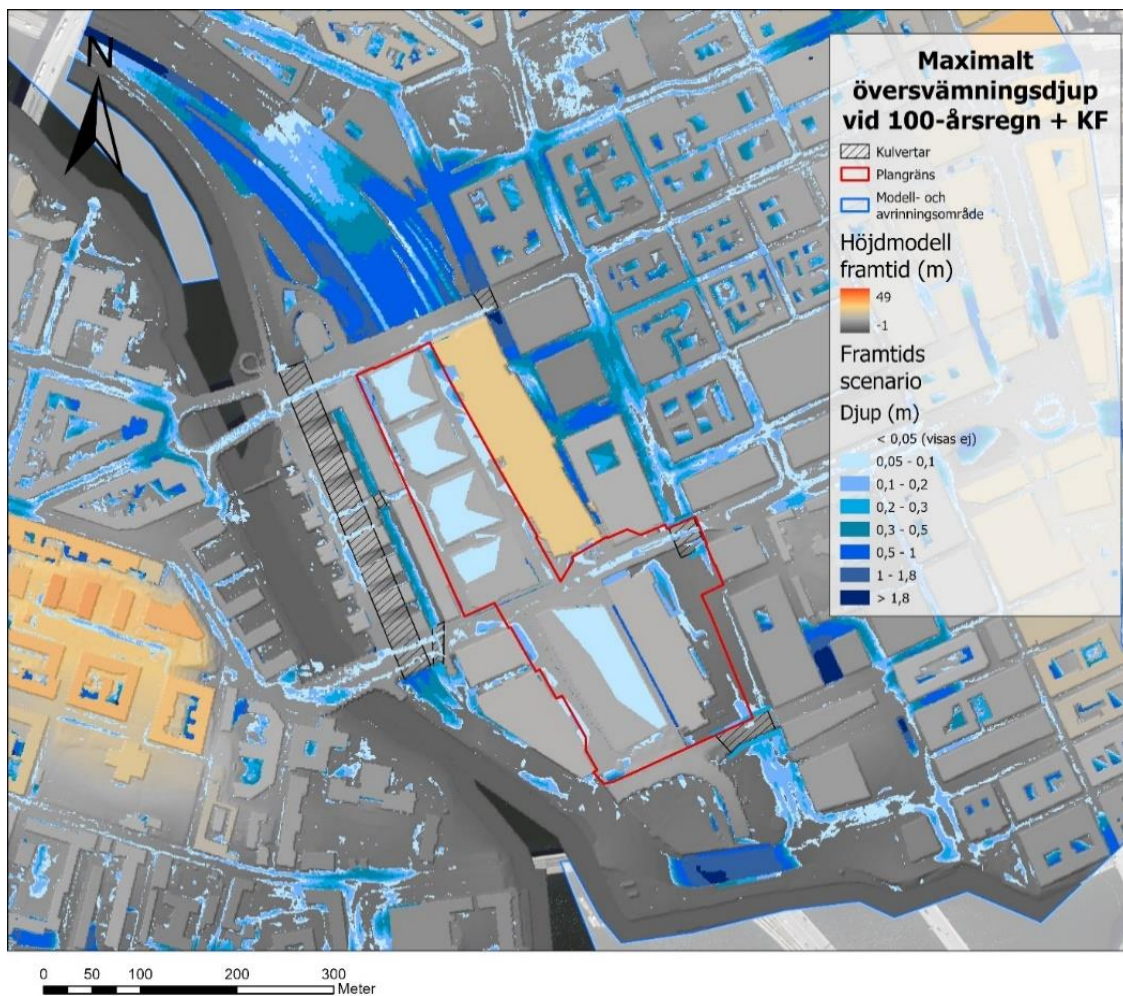 N
Maximalt
översvämningsdjup
vid 100-årsregn + KF
Kulvertar
Plangräns
Modell- och
avrinningsområde
Höjdmodell
framtid (m)
49
-1
Framtids
scenario
Djup (m)
< 0,05 (visas ej)
0,05 - 0,1
0,1 - 0,2
0,2 - 0,3
0,3 - 0,5
0,5 - 1
1 - 1,8
> 1,8
0 50 100 200 300
Meter